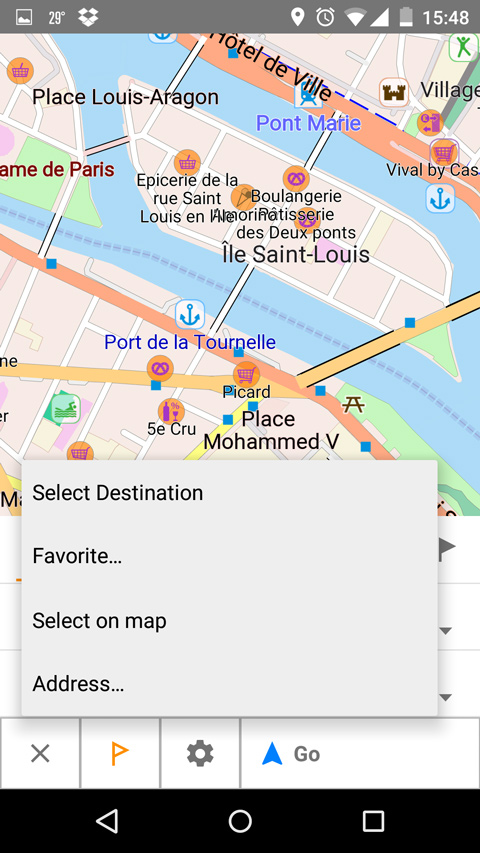 29°
15:48
Hôtel de Ville
Place Louis-Aragon
Village
Pont Marie
ame de Paris
Vival by Cas
Epicerie de la
rue Saint
Louis en l'Ile
Amorino
Boulangerie
Pâtisserie
des Deux ponts
Île Saint-Louis
Port de la Tournelle
ne
Picard
er
5e Cru
Place
Mohammed V
Ma
Select Destination
Favorite…
Select on map
Address…
Go